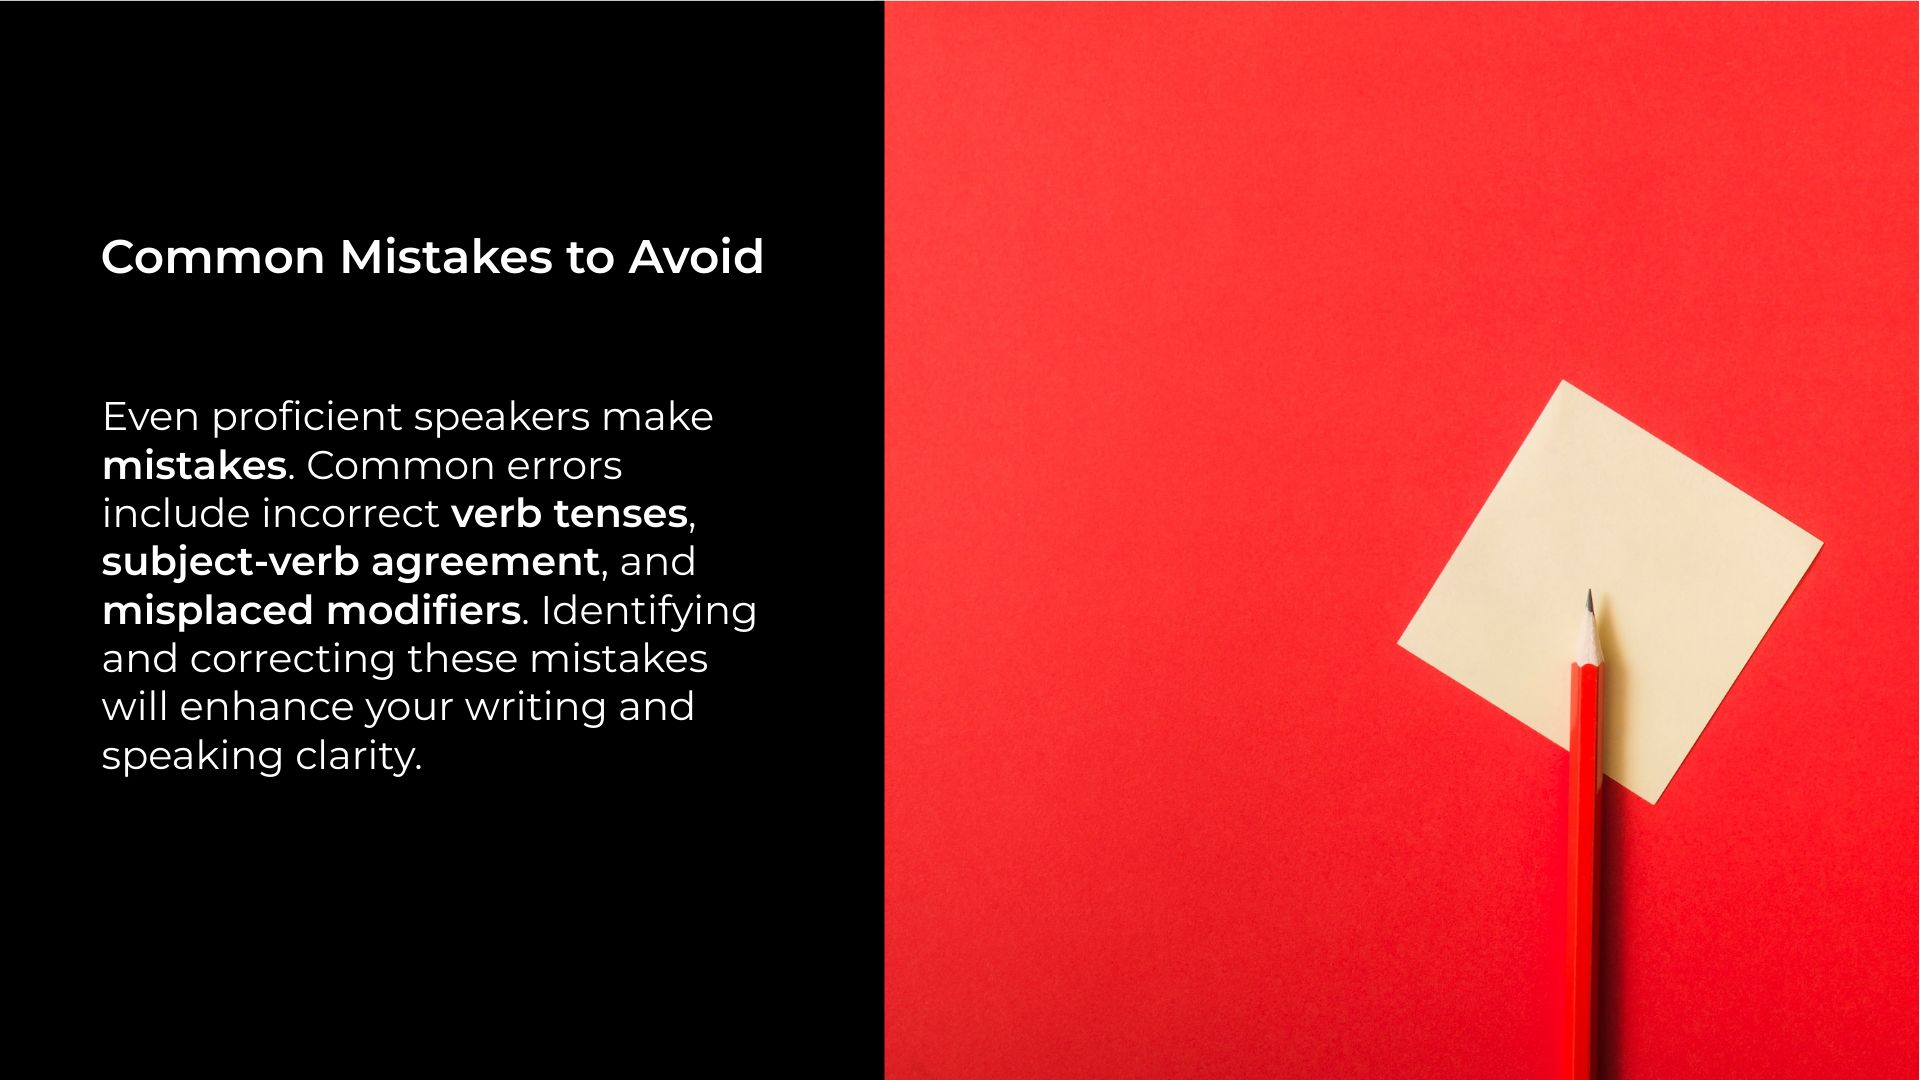 Common Mistakes to Avoid
Even proficient speakers make
mistakes. Common errors
include incorrect verb tenses,
subject-verb agreement, and
misplaced modifiers. Identifying
and correcting these mistakes
will enhance your writing and
speaking clarity.